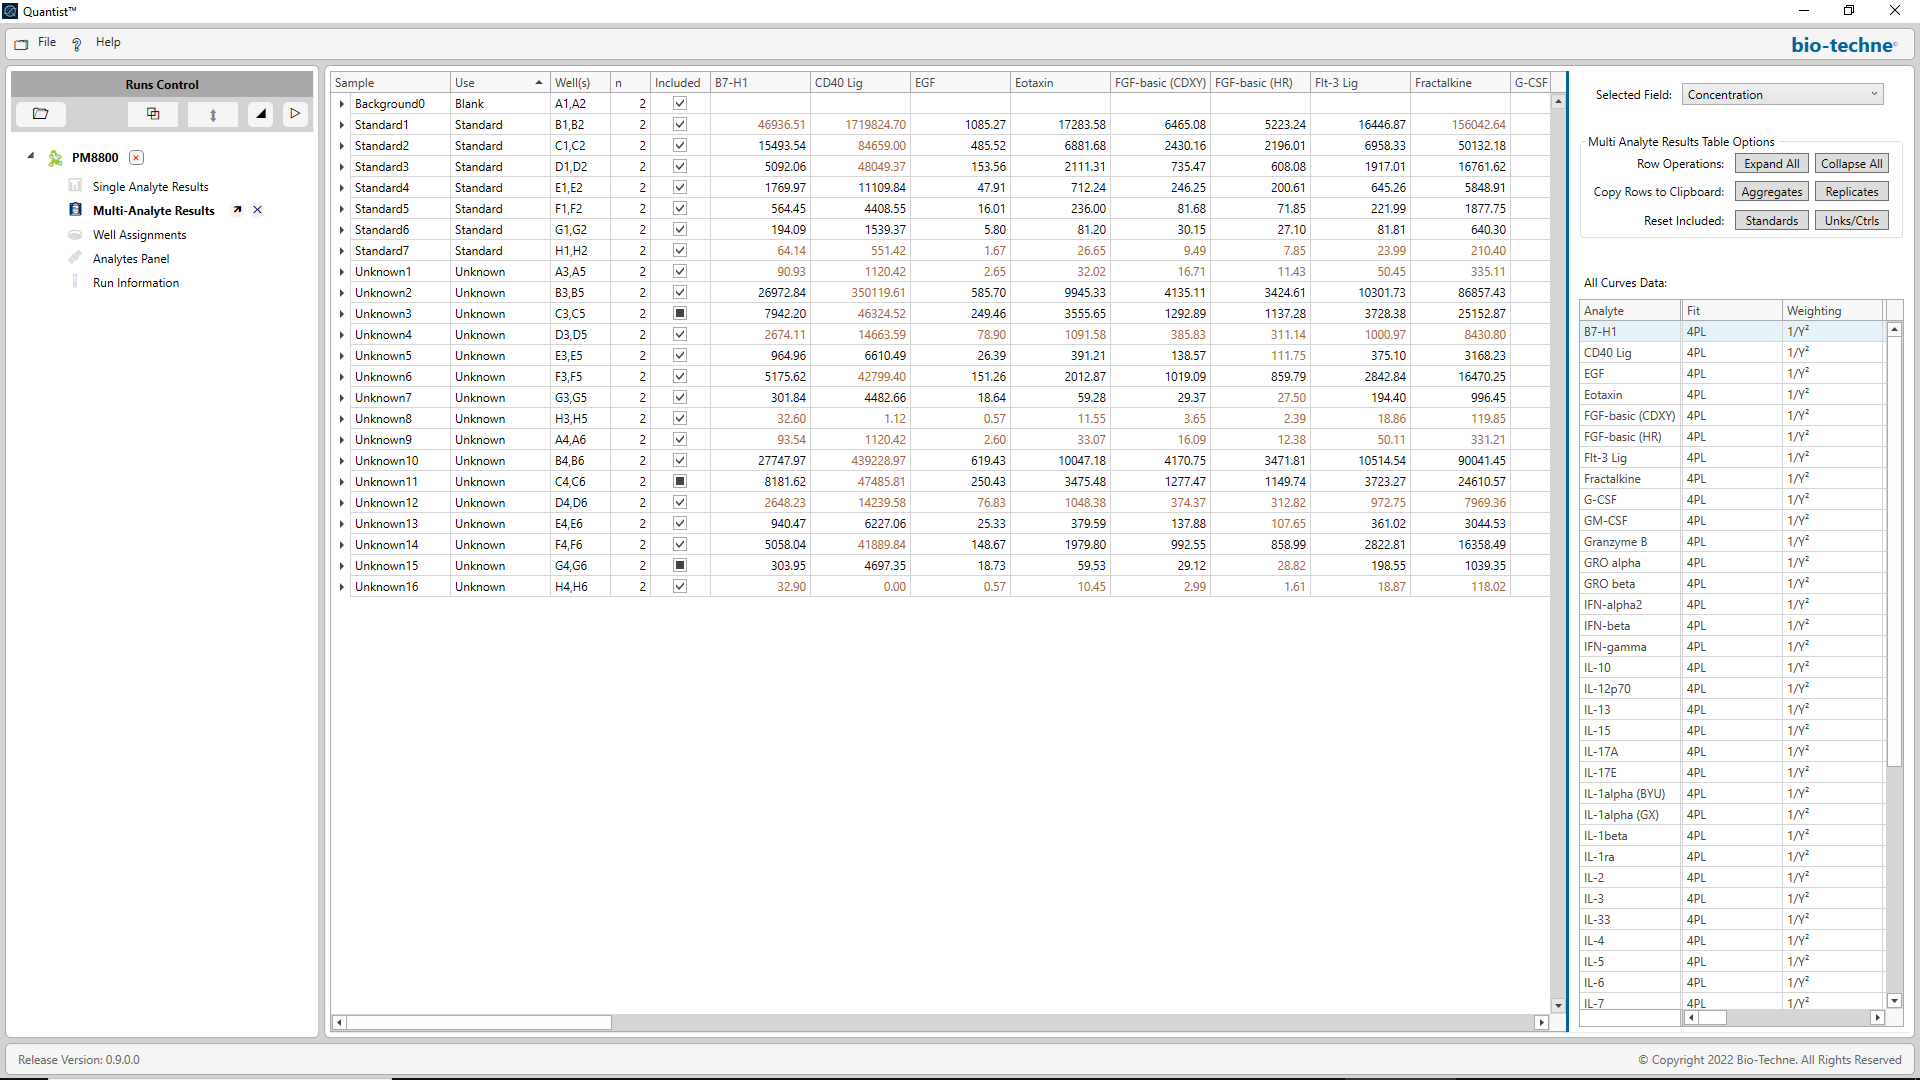 Quantist™
File Help
bio-techne
Runs Control
PM8800
Single Analyte Results
Multi-Analyte Results
Well Assignments
Analytes Panel
Run Information
Sample Use Well(s) n Included B7-H1 CD40 Lig EGF Eotaxin FGF-basic (CDXY) FGF-basic (HR) Flt-3 Lig Fractalkine G-CSF
Background0 Blank A1,A2 2
Standard1 Standard B1,B2 2 46936.51 1719824.70 1085.27 17283.58 6465.08 5223.24 16446.87 156042.64
Standard2 Standard C1,C2 2 15493.54 84659.00 485.52 6881.68 2430.16 2196.01 6958.33 50132.18
Standard3 Standard D1,D2 2 5092.06 48049.37 153.56 2111.31 735.47 608.08 1917.01 16761.62
Standard4 Standard E1,E2 2 1769.97 11109.84 47.91 712.24 246.25 200.61 645.26 5848.91
Standard5 Standard F1,F2 2 564.45 4408.55 16.01 236.00 81.68 71.85 221.99 1877.75
Standard6 Standard G1,G2 2 194.09 1539.37 5.80 81.20 30.15 27.10 81.81 640.30
Standard7 Standard H1,H2 2 64.14 551.42 1.67 26.65 9.49 7.85 23.99 210.40
Unknown1 Unknown A3,A5 2 90.93 1120.42 2.65 32.02 16.71 11.43 50.45 335.11
Unknown2 Unknown B3,B5 2 26972.84 350119.61 585.70 9945.33 4135.11 3424.61 10301.73 86857.43
Unknown3 Unknown C3,C5 2 7942.20 46324.52 249.46 3555.65 1292.89 1137.28 3728.38 25152.87
Unknown4 Unknown D3,D5 2 2674.11 14663.59 78.90 1091.58 385.83 311.14 1000.97 8430.80
Unknown5 Unknown E3,E5 2 964.96 6610.49 26.39 391.21 138.57 111.75 375.10 3168.23
Unknown6 Unknown F3,F5 2 5175.62 42799.40 151.26 2012.87 1019.09 859.79 2842.84 16470.25
Unknown7 Unknown G3,G5 2 301.84 4482.66 18.64 59.28 29.37 27.50 194.40 996.45
Unknown8 Unknown H3,H5 2 32.60 1.12 0.57 11.55 3.65 2.39 18.86 119.85
Unknown9 Unknown A4,A6 2 93.54 1120.42 2.60 33.07 16.09 12.38 50.11 331.21
Unknown10 Unknown B4,B6 2 27747.97 439228.97 619.43 10047.18 4170.75 3471.81 10514.54 90041.45
Unknown11 Unknown C4,C6 2 8181.62 47485.81 250.43 3475.48 1277.47 1149.74 3723.27 24610.57
Unknown12 Unknown D4,D6 2 2648.23 14239.58 76.83 1048.38 374.37 312.82 972.75 7969.36
Unknown13 Unknown E4,E6 2 940.47 6227.06 25.33 379.59 137.88 107.65 361.02 3044.53
Unknown14 Unknown F4,F6 2 5058.04 41889.84 148.67 1979.80 992.55 858.99 2822.81 16358.49
Unknown15 Unknown G4,G6 2 303.95 4697.35 18.73 59.53 29.12 28.82 198.55 1039.35
Unknown16 Unknown H4,H6 2 32.90 0.00 0.57 10.45 2.99 1.61 18.87 118.02
Selected Field: Concentration
Multi Analyte Results Table Options
Row Operations: Expand All Collapse All
Copy Rows to Clipboard: Aggregates Replicates
Reset Included: Standards Unks/Ctrls
All Curves Data:
Analyte Fit Weighting
B7-H1 4PL 1/Y²
CD40 Lig 4PL 1/Y²
EGF 4PL 1/Y²
Eotaxin 4PL 1/Y²
FGF-basic (CDXY) 4PL 1/Y²
FGF-basic (HR) 4PL 1/Y²
Flt-3 Lig 4PL 1/Y²
Fractalkine 4PL 1/Y²
G-CSF 4PL 1/Y²
GM-CSF 4PL 1/Y²
Granzyme B 4PL 1/Y²
GRO alpha 4PL 1/Y²
GRO beta 4PL 1/Y²
IFN-alpha2 4PL 1/Y²
IFN-beta 4PL 1/Y²
IFN-gamma 4PL 1/Y²
IL-10 4PL 1/Y²
IL-12p70 4PL 1/Y²
IL-13 4PL 1/Y²
IL-15 4PL 1/Y²
IL-17A 4PL 1/Y²
IL-17E 4PL 1/Y²
IL-1alpha (BYU) 4PL 1/Y²
IL-1alpha (GX) 4PL 1/Y²
IL-1beta 4PL 1/Y²
IL-1ra 4PL 1/Y²
IL-2 4PL 1/Y²
IL-3 4PL 1/Y²
IL-33 4PL 1/Y²
IL-4 4PL 1/Y²
IL-5 4PL 1/Y²
IL-6 4PL 1/Y²
IL-7 4PL 1/Y²
Release Version: 0.9.0.0
© Copyright 2022 Bio-Techne. All Rights Reserved